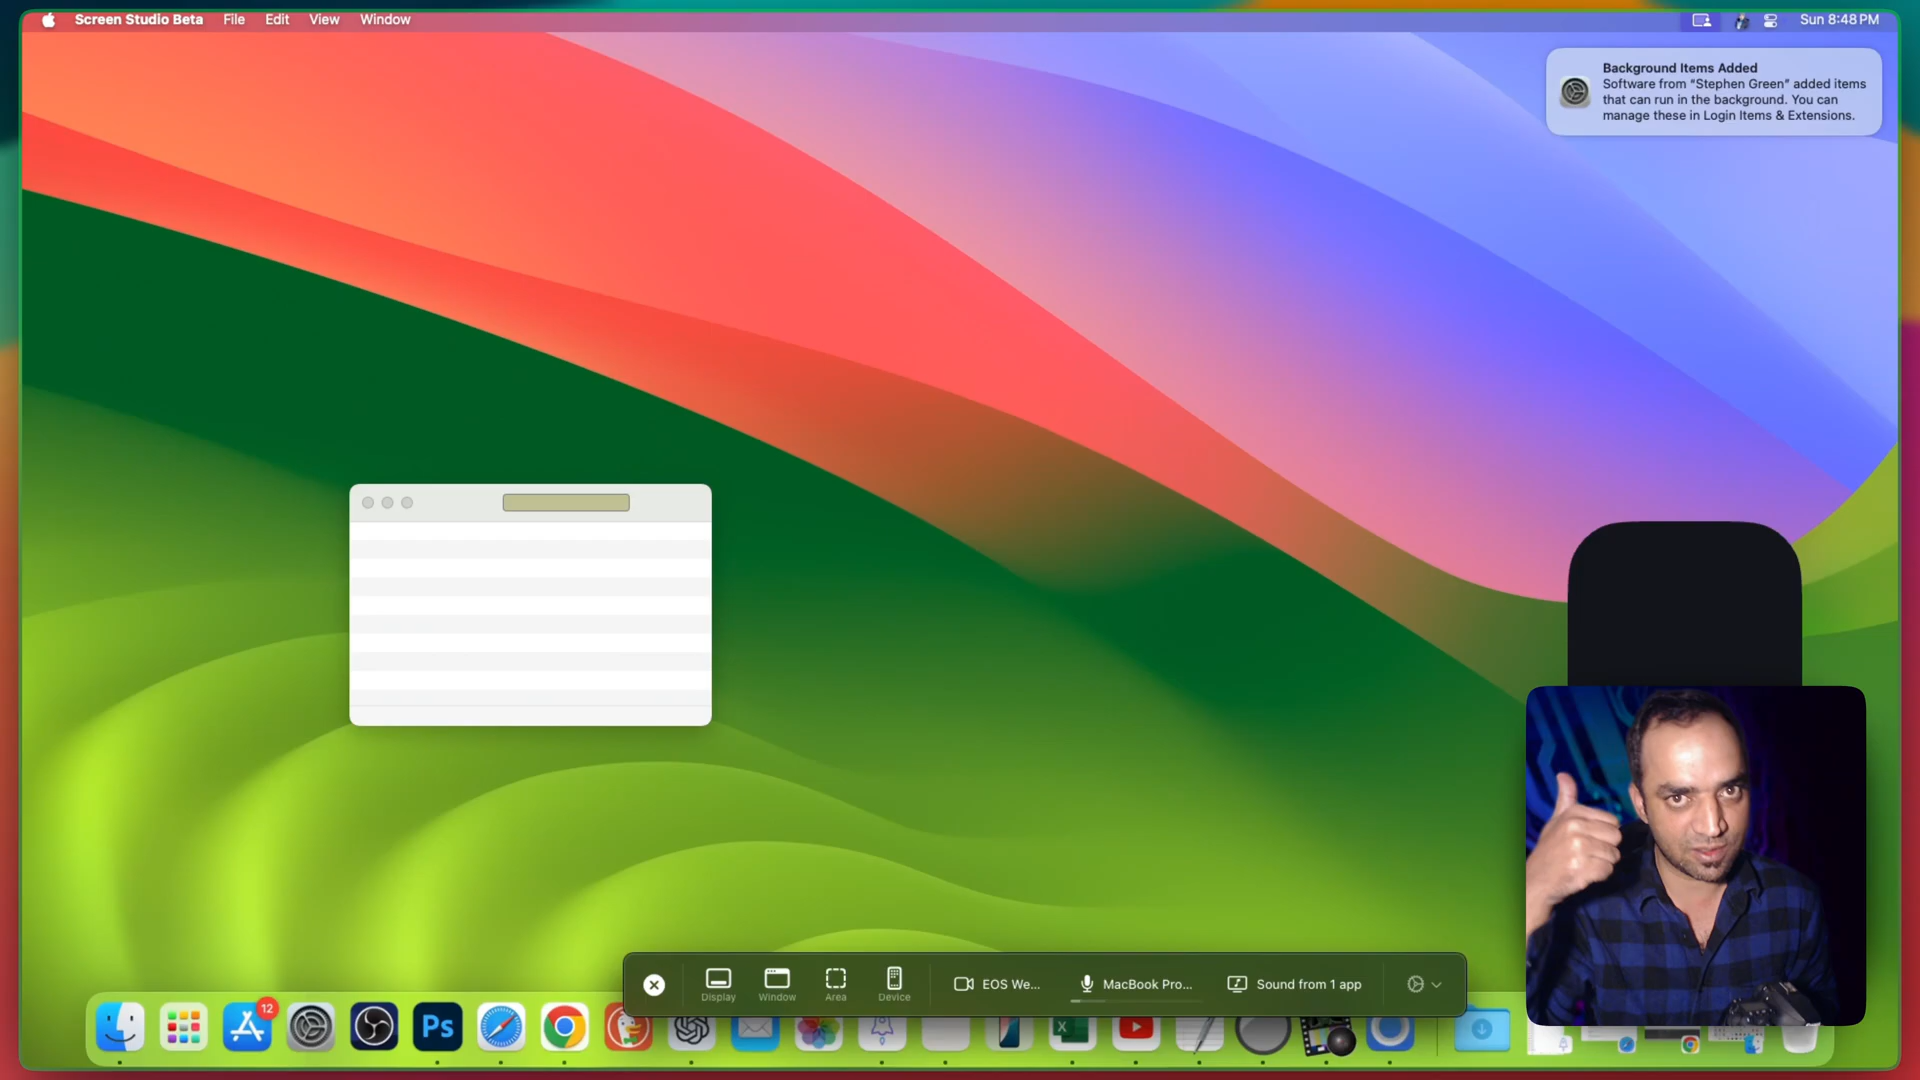 Screen Studio Beta File Edit View Window
Sun 8:48 PM
Background Items Added
Software from "Stephen Green" added items
that can run in the background. You can
manage these in Login Items & Extensions.
Display
Window
Area
Device
EOS We...
MacBook Pro...
Sound from 1 app
12
Ps